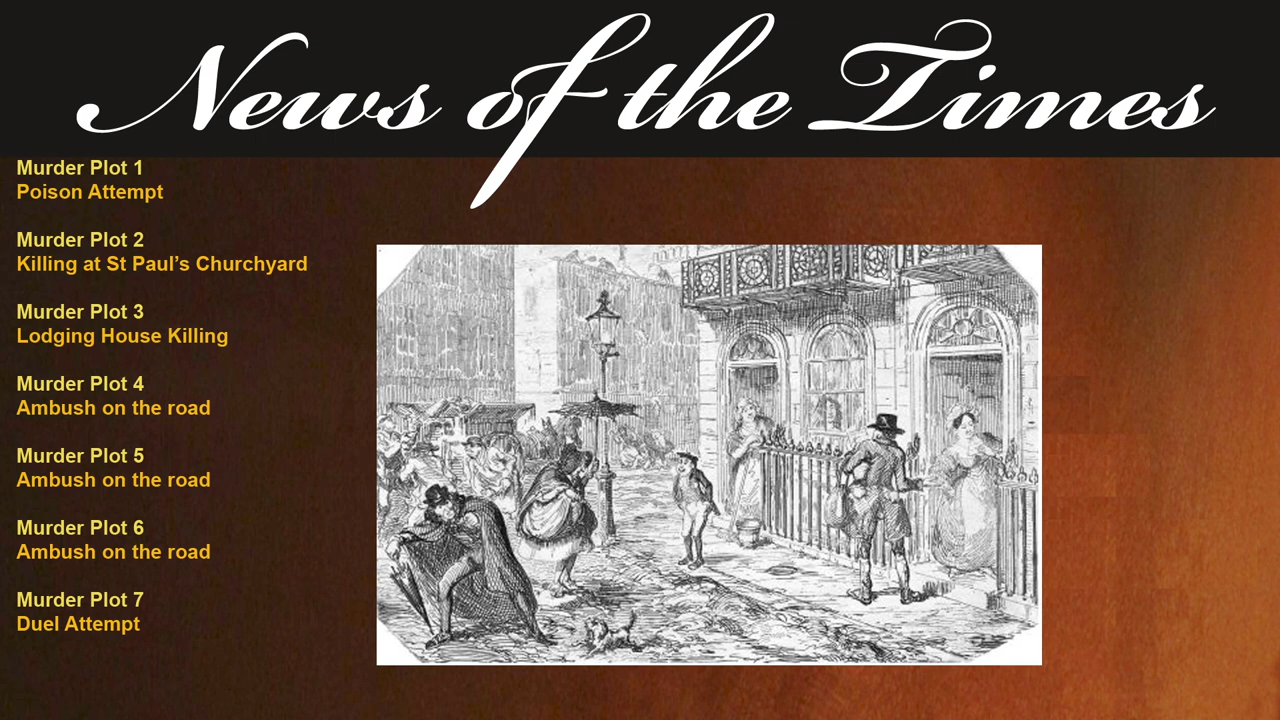 News of the Times
Murder Plot 1
Poison Attempt
Murder Plot 2
Killing at St Paul’s Churchyard
Murder Plot 3
Lodging House Killing
Murder Plot 4
Ambush on the road
Murder Plot 5
Ambush on the road
Murder Plot 6
Ambush on the road
Murder Plot 7
Duel Attempt